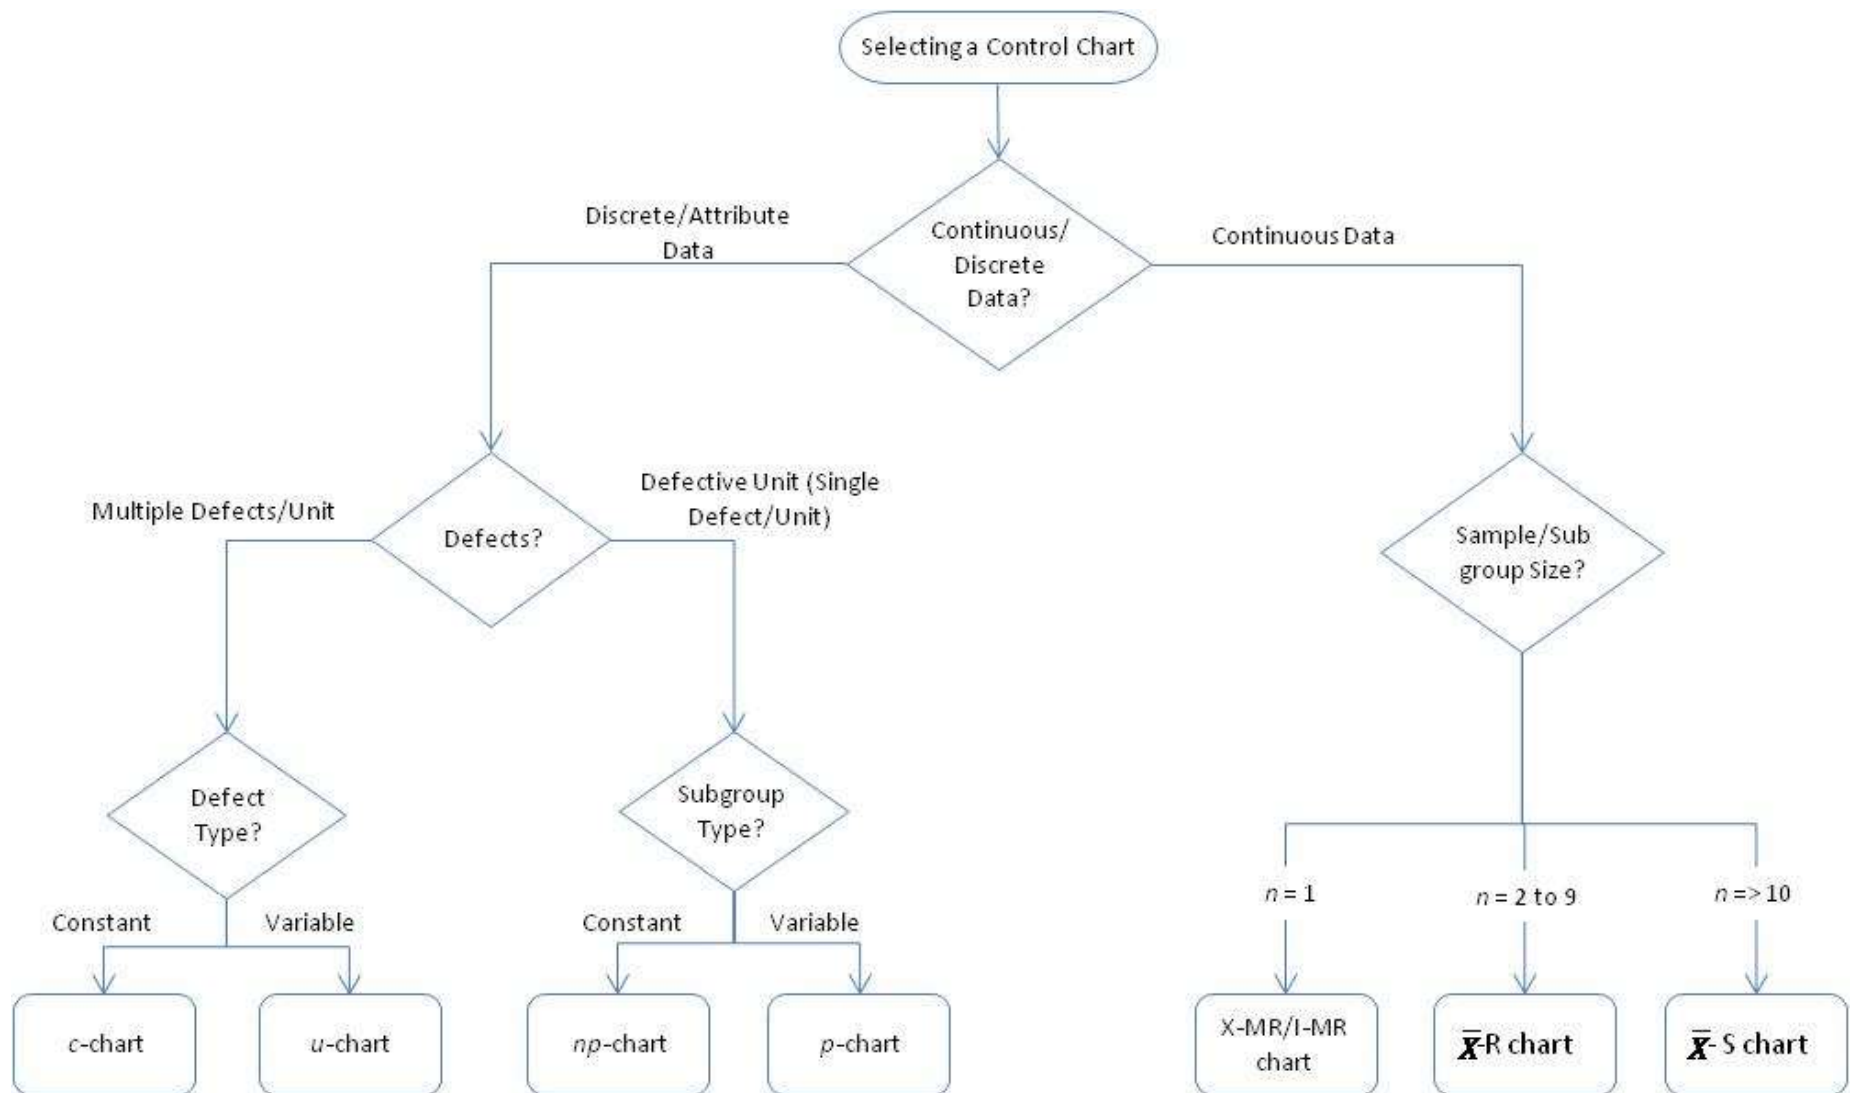 Selecting a Control Chart
Continuous/
Discrete
Data?
Discrete/Attribute
Data
Continuous Data
Defects?
Multiple Defects/Unit
Defective Unit (Single
Defect/Unit)
Sample/Sub
group Size?
Defect
Type?
Subgroup
Type?
Constant
Variable
Constant
Variable
n = 1
n = 2 to 9
n => 10
c-chart
u-chart
np-chart
p-chart
X-MR/I-MR
chart
X̅-R chart
X̅- S chart